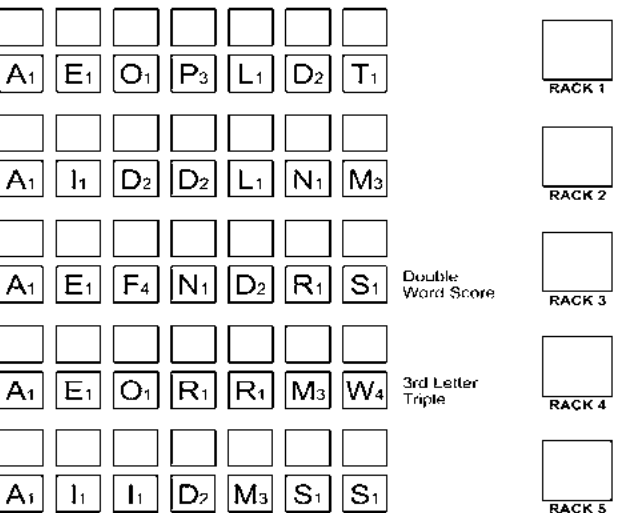 A1 E1 O1 P3 L1 D2 T1
RACK 1
A1 I1 D2 D2 L1 N1 M3
RACK 2
A1 E1 F4 N1 D2 R1 S1 Double
Word Score
RACK 3
A1 E1 O1 R1 R1 M3 W4 3rd Letter
Triple
RACK 4
A1 I1 I1 D2 M3 S1 S1
RACK 5